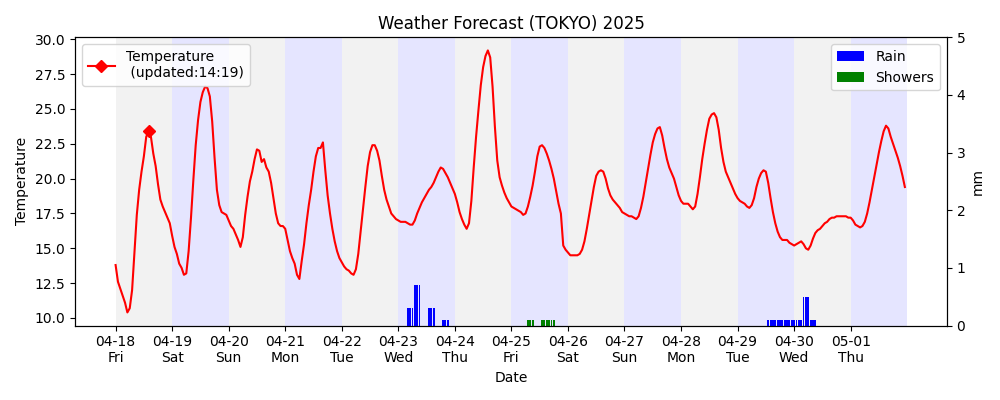 Weather Forecast (TOKYO) 2025
Temperature
(updated:14:19)
Rain
Showers
Temperature
30.0
27.5
25.0
22.5
20.0
17.5
15.0
12.5
10.0
5
4
3
2
1
0
mm
04-18 04-19 04-20 04-21 04-22 04-23 04-24 04-25 04-26 04-27 04-28 04-29 04-30 05-01
Fri Sat Sun Mon Tue Wed Thu Fri Sat Sun Mon Tue Wed Thu
Date